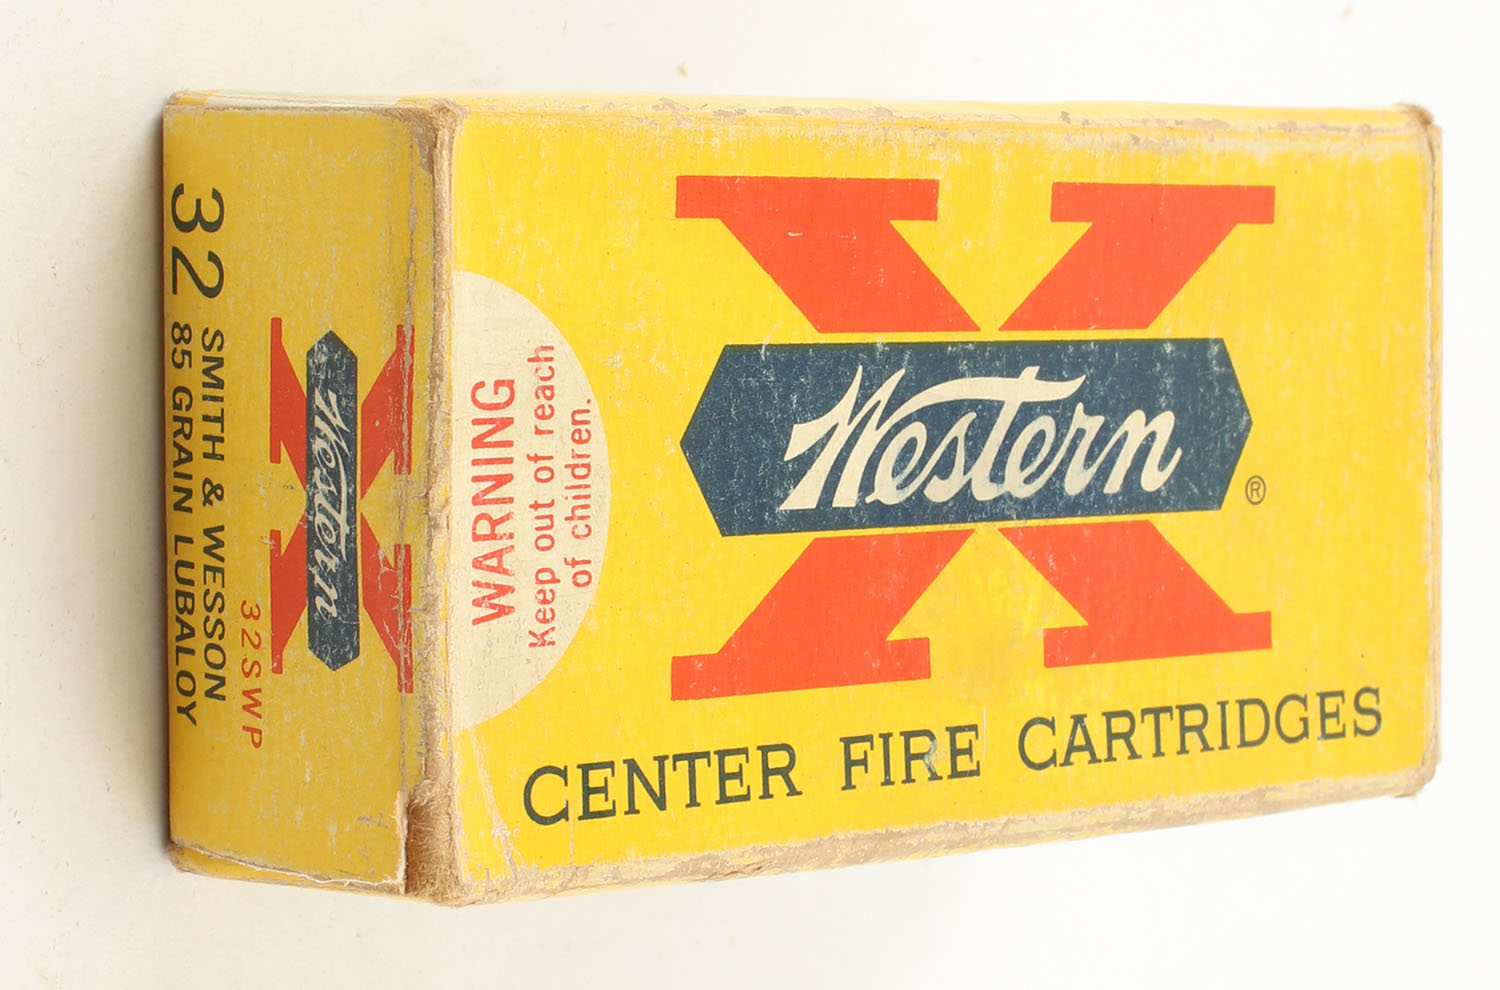 32 SMITH & WESSON
85 GRAIN LUBALOY
32SWP
X
Western
WARNING
Keep out of reach
of children.
X
Western
®
CENTER FIRE CARTRIDGES